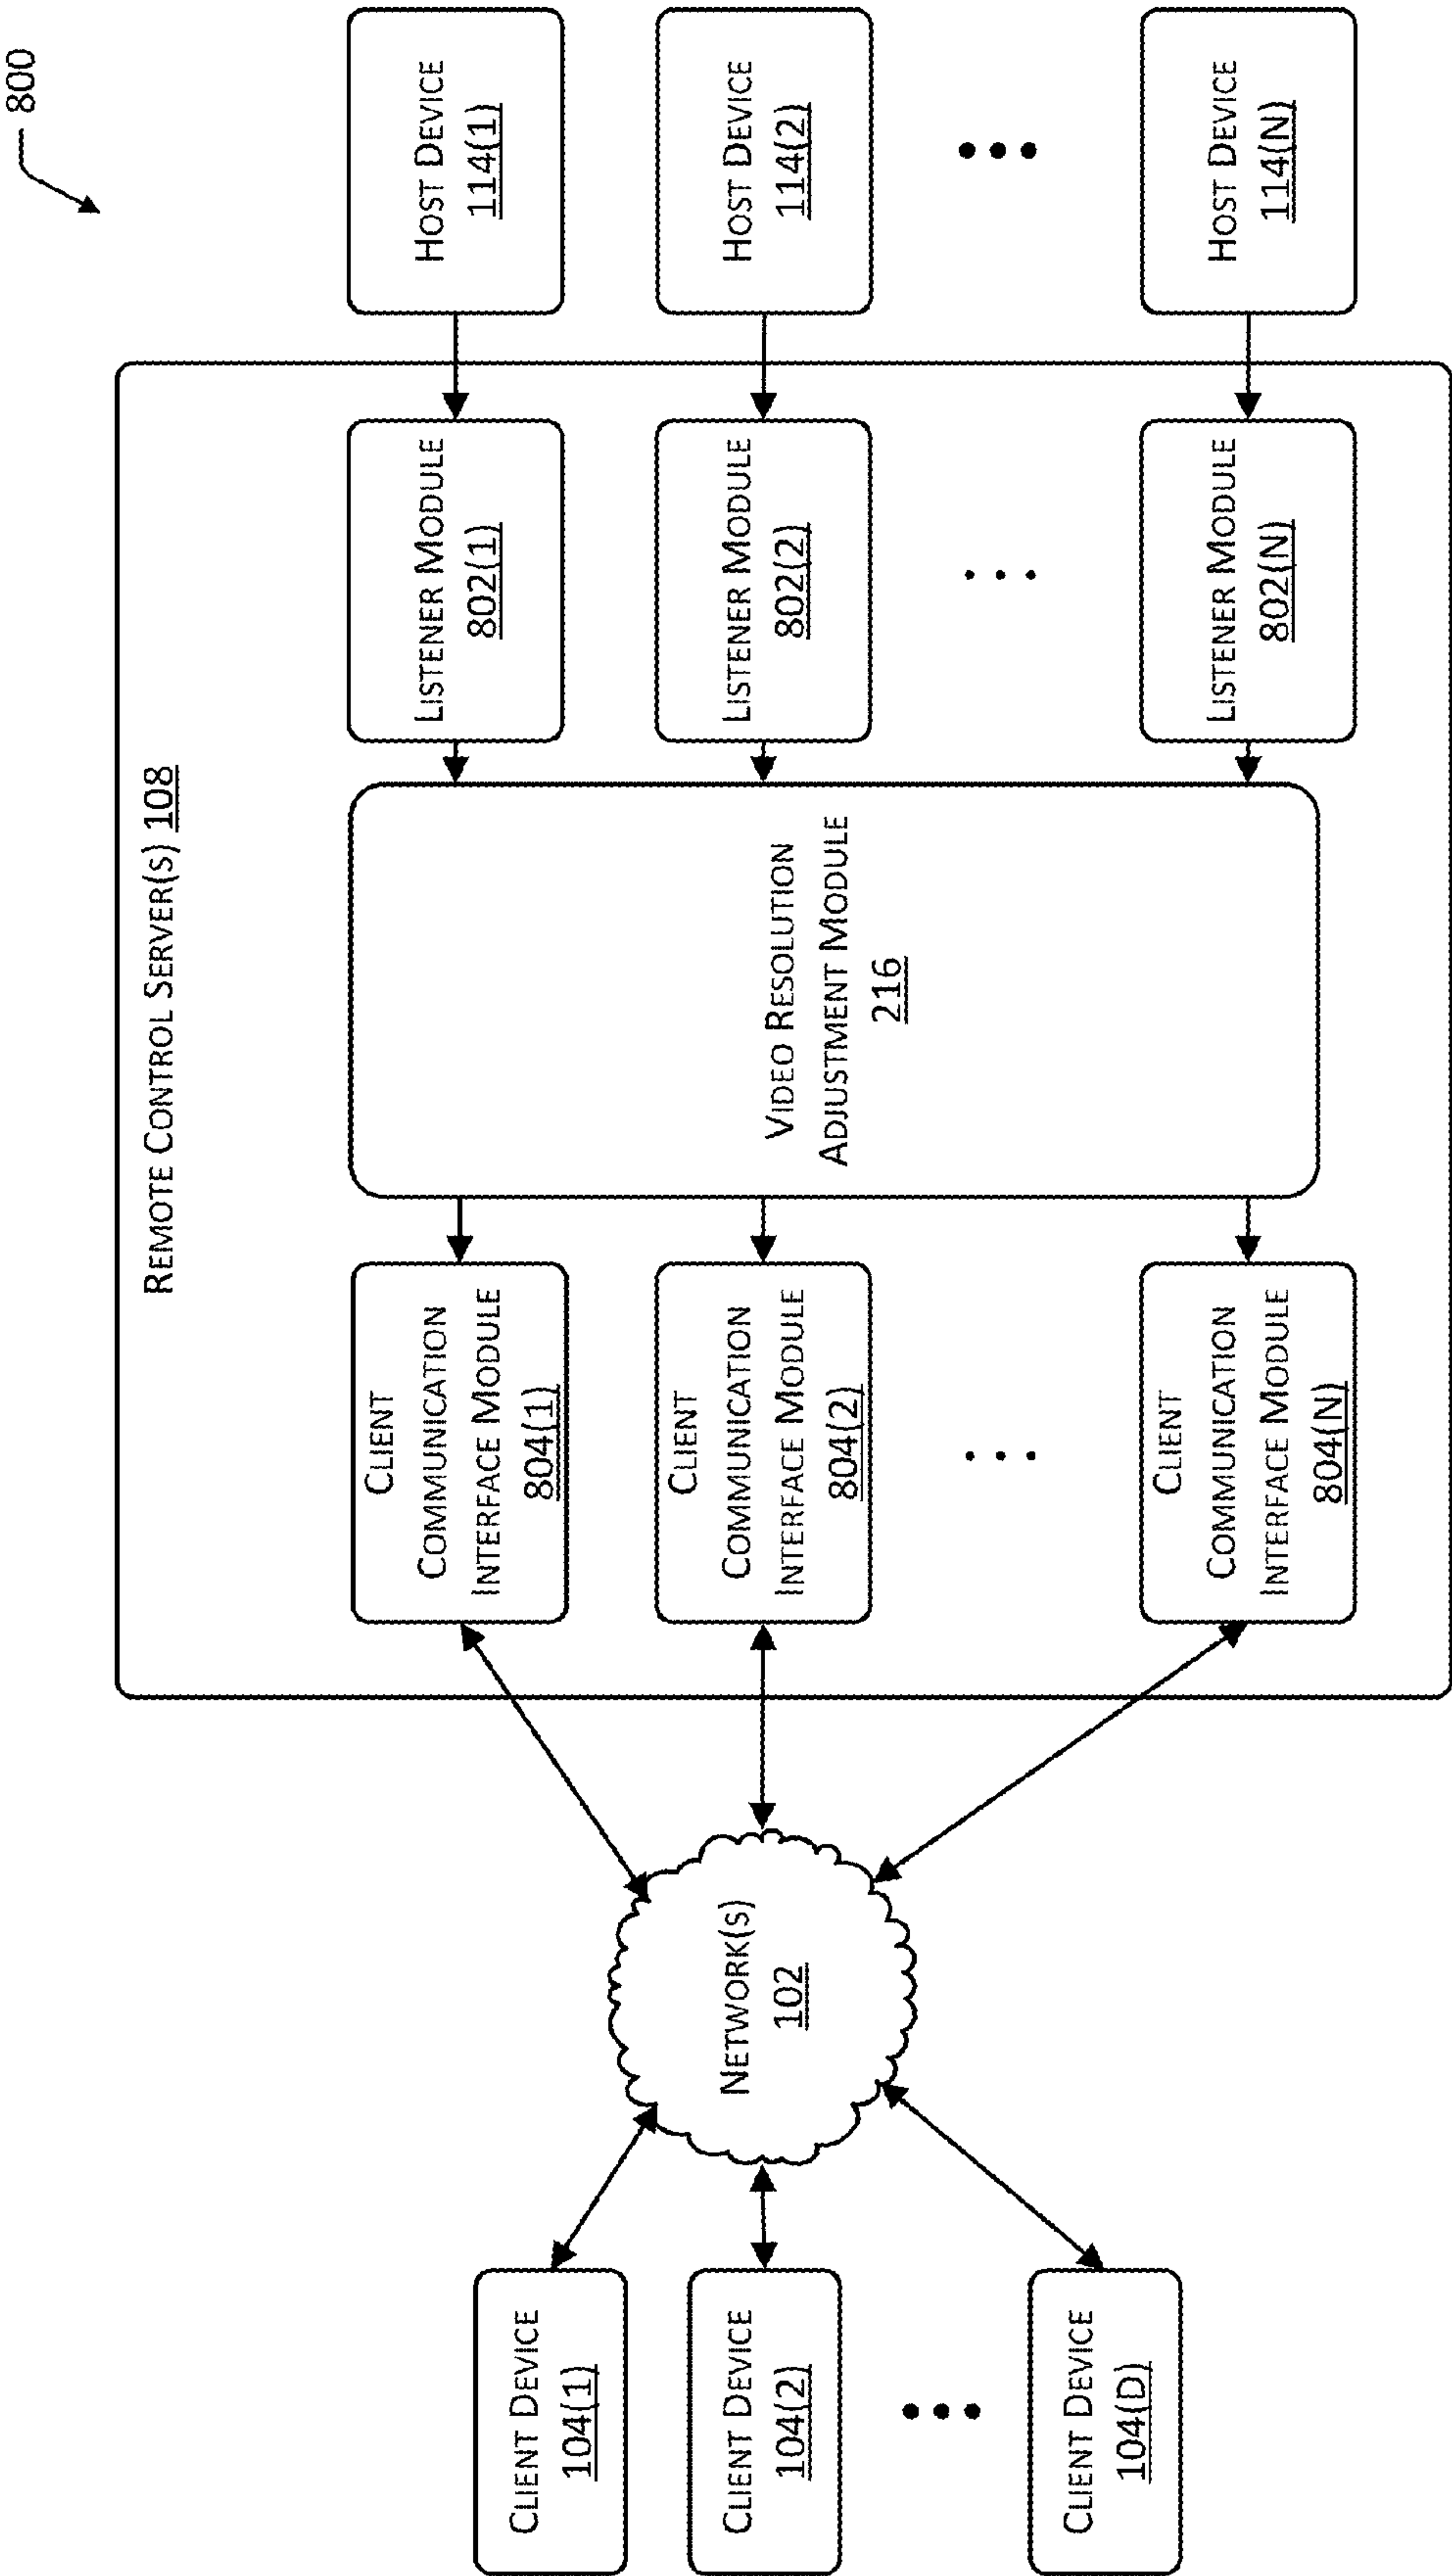 800
REMOTE CONTROL SERVER(S) 108
CLIENT DEVICE
104(1)
CLIENT DEVICE
104(2)
CLIENT DEVICE
104(D)
NETWORK(S)
102
CLIENT
COMMUNICATION
INTERFACE MODULE
804(1)
CLIENT
COMMUNICATION
INTERFACE MODULE
804(2)
CLIENT
COMMUNICATION
INTERFACE MODULE
804(N)
VIDEO RESOLUTION
ADJUSTMENT MODULE
216
LISTENER MODULE
802(1)
LISTENER MODULE
802(2)
LISTENER MODULE
802(N)
HOST DEVICE
114(1)
HOST DEVICE
114(2)
HOST DEVICE
114(N)